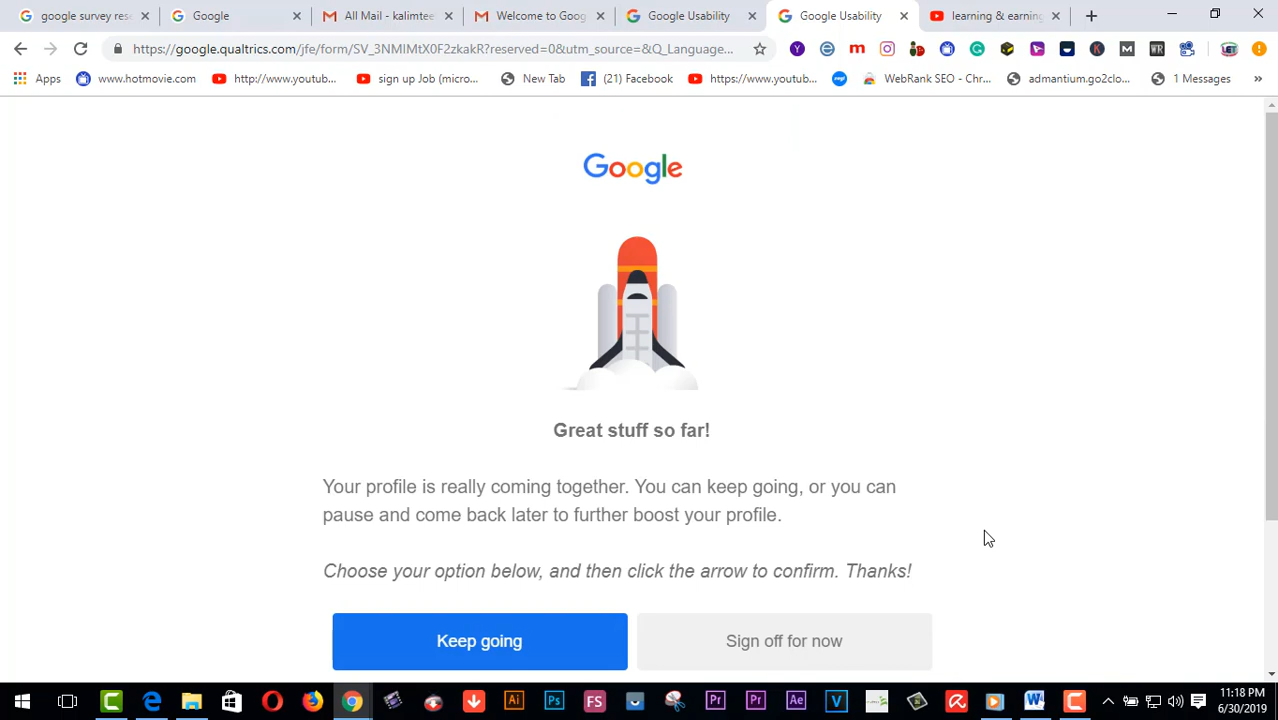 google survey res
Google
All Mail - kalimtee
Welcome to Goog
Google Usability
Google Usability
learning & earning
https://google.qualtrics.com/jfe/form/SV_3NMIMtX0F2zkakR?reserved=0&utm_source=&Q_Language...
Apps
www.hotmovie.com
http://www.youtub...
sign up Job (micro...
New Tab
(21) Facebook
https://www.youtub...
WebRank SEO - Chr...
admantium.go2clo...
1 Messages
Google
Great stuff so far!
Your profile is really coming together. You can keep going, or you can
pause and come back later to further boost your profile.
Choose your option below, and then click the arrow to confirm. Thanks!
Keep going
Sign off for now
11:18 PM
6/30/2019